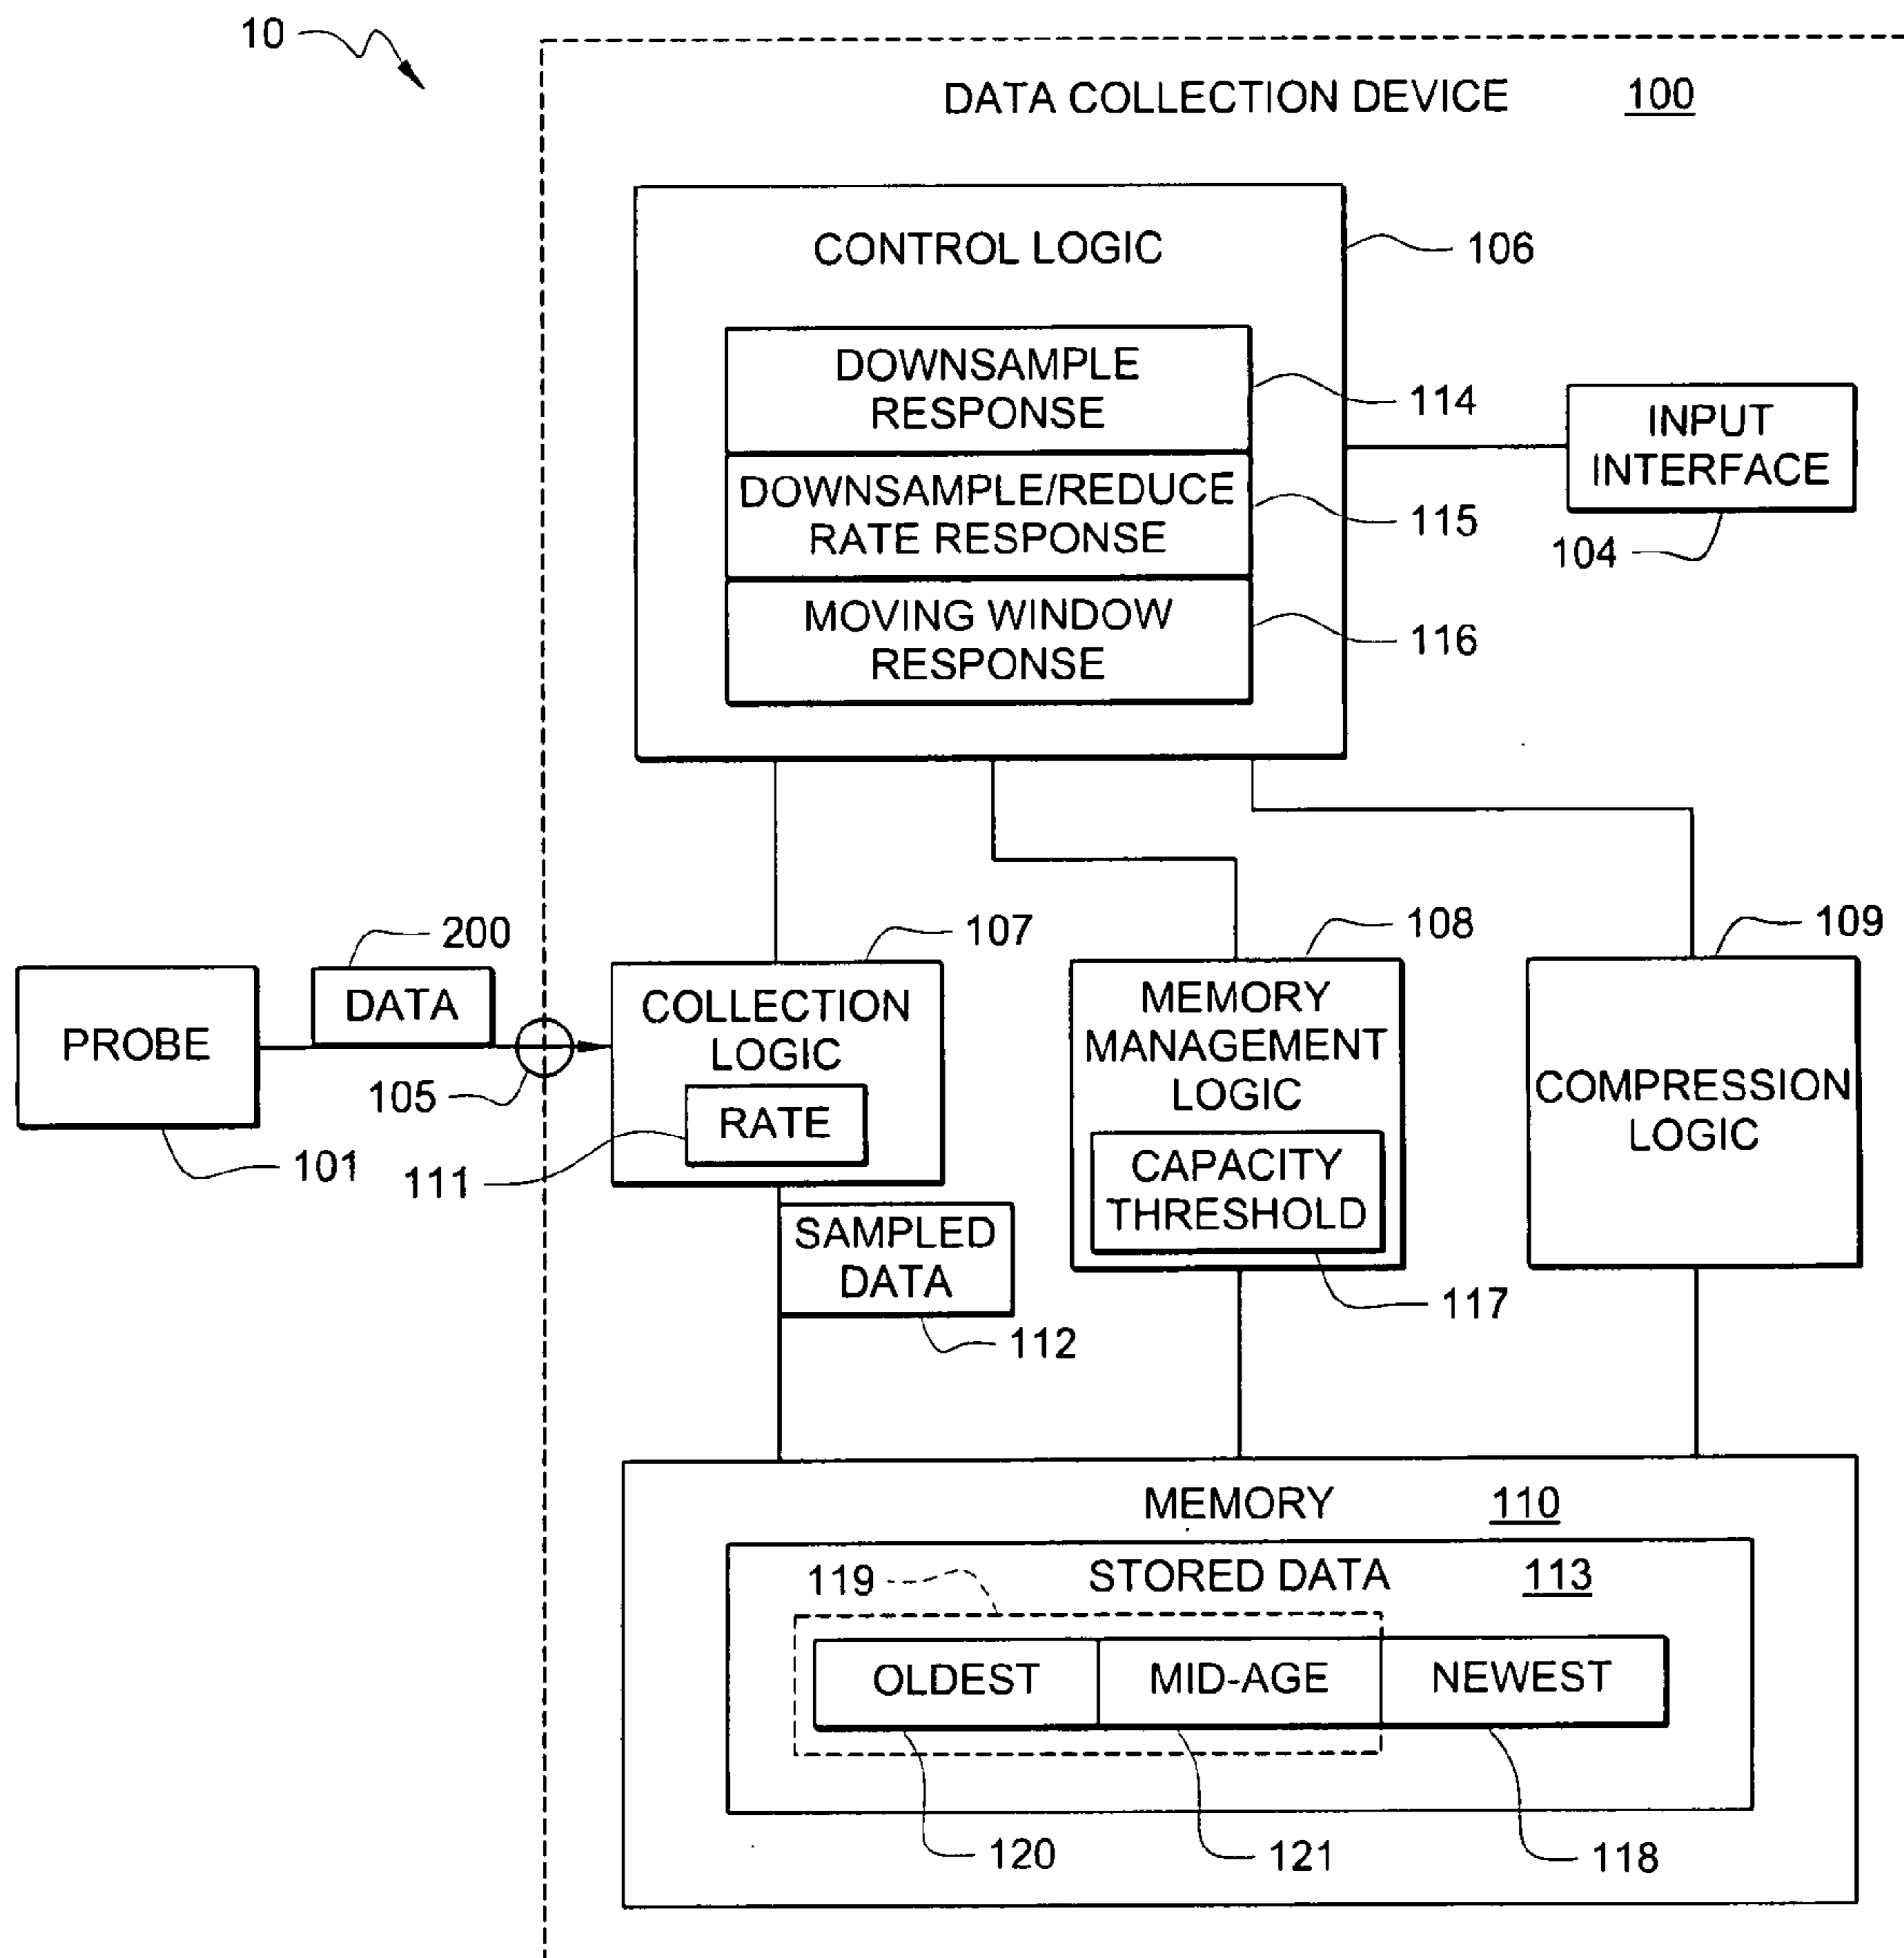 10
DATA COLLECTION DEVICE 100
CONTROL LOGIC
106
DOWNSAMPLE
RESPONSE
114
DOWNSAMPLE/REDUCE
RATE RESPONSE
115
MOVING WINDOW
RESPONSE
116
INPUT
INTERFACE
104
200
DATA
PROBE
101
105
107
COLLECTION
LOGIC
RATE
111
SAMPLED
DATA
112
108
MEMORY
MANAGEMENT
LOGIC
CAPACITY
THRESHOLD
117
109
COMPRESSION
LOGIC
MEMORY 110
STORED DATA 113
119
OLDEST
MID-AGE
NEWEST
120
121
118